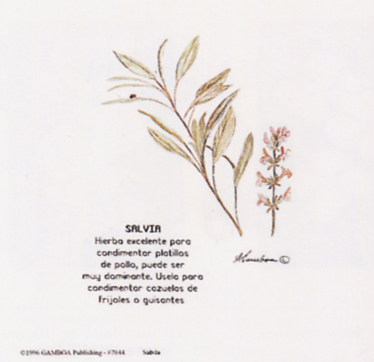 SALVIA
Hierba excelente para
condimentar platillos
de pollo, puede ser
muy dominante. Usela para
condimentar cazuelas de
frijoles o guisantes
Gamboa ©
©1996 GAMBOA Publishing - #7044 Salvia